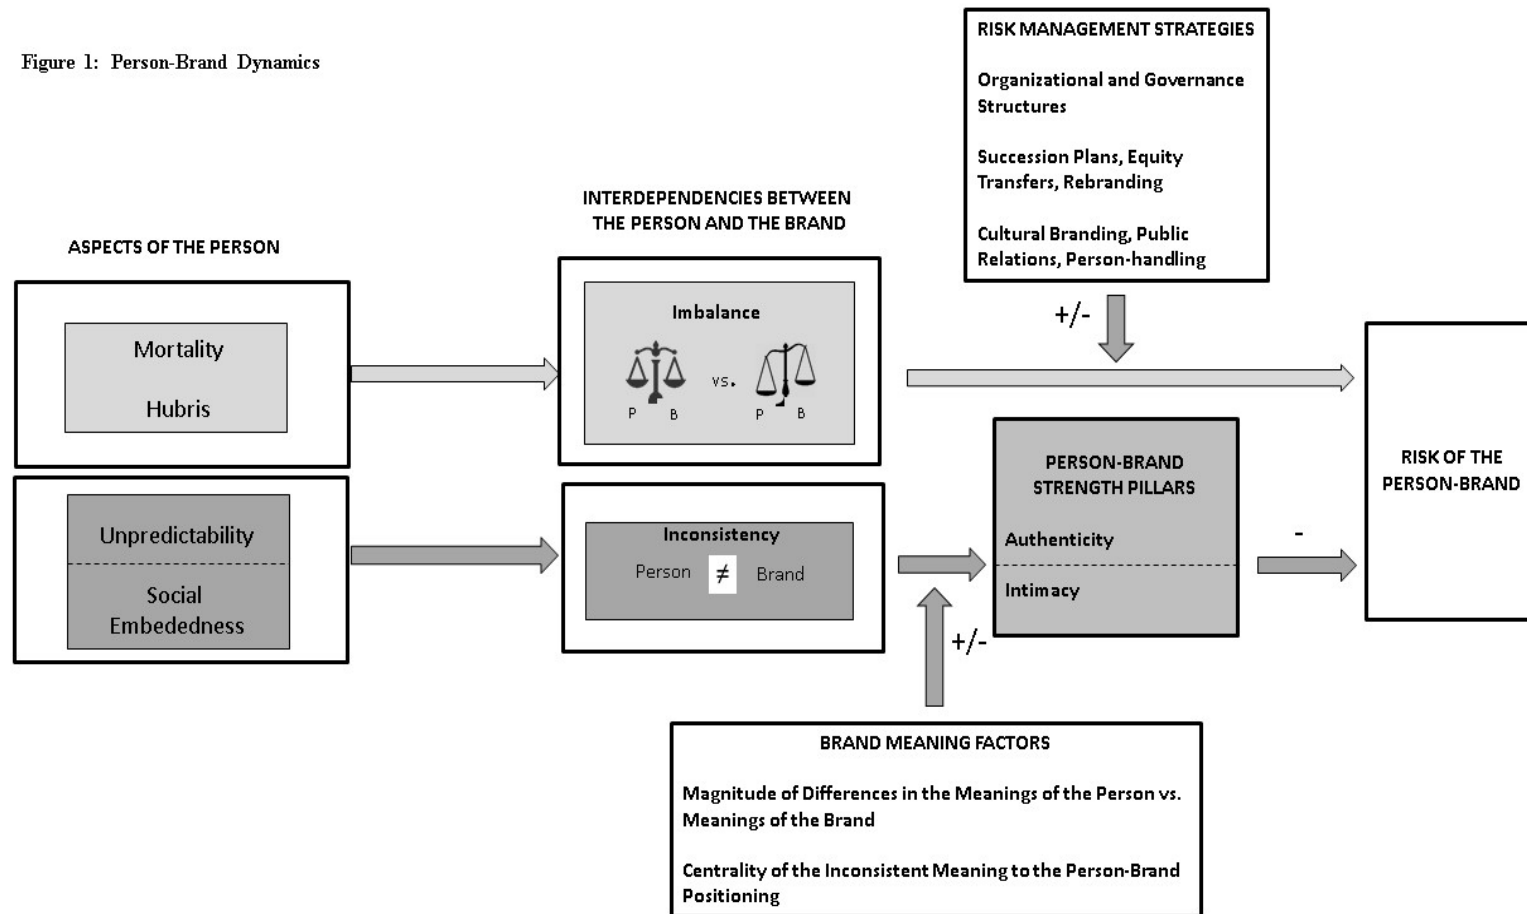 Figure 1: Person-Brand Dynamics
RISK MANAGEMENT STRATEGIES
Organizational and Governance
Structures
Succession Plans, Equity
Transfers, Rebranding
Cultural Branding, Public
Relations, Person-handling
+/-
ASPECTS OF THE PERSON
Mortality
Hubris
Unpredictability
Social
Embededness
INTERDEPENDENCIES BETWEEN
THE PERSON AND THE BRAND
Imbalance
vs.
P B P B
Inconsistency
Person ≠ Brand
PERSON-BRAND
STRENGTH PILLARS
Authenticity
Intimacy
-
RISK OF THE
PERSON-BRAND
+/-
BRAND MEANING FACTORS
Magnitude of Differences in the Meanings of the Person vs.
Meanings of the Brand
Centrality of the Inconsistent Meaning to the Person-Brand
Positioning